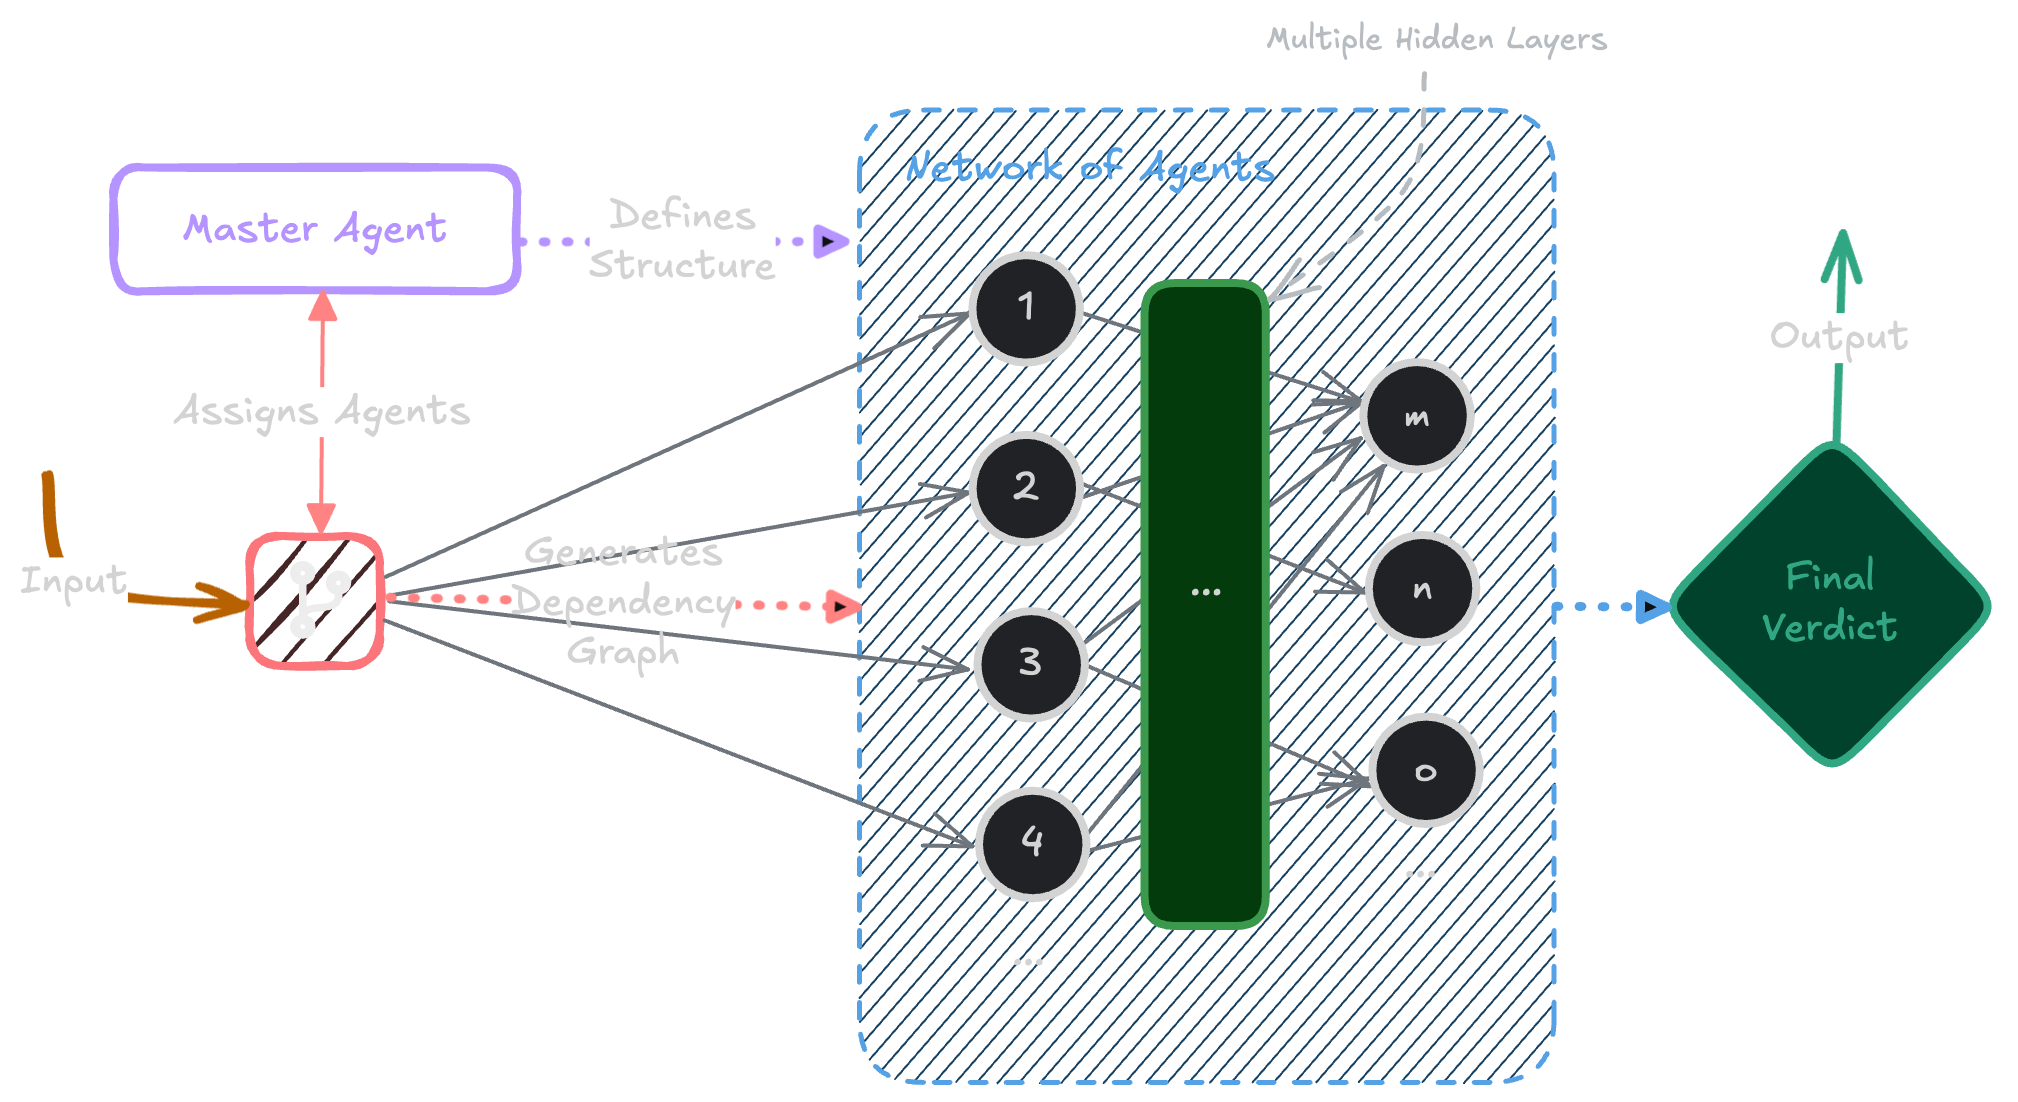 Multiple Hidden Layers
Network of Agents
Master Agent
Defines
Structure
Assigns Agents
Input
Generates
Dependency
Graph
1
2
3
4
...
...
m
n
o
...
Final
Verdict
Output